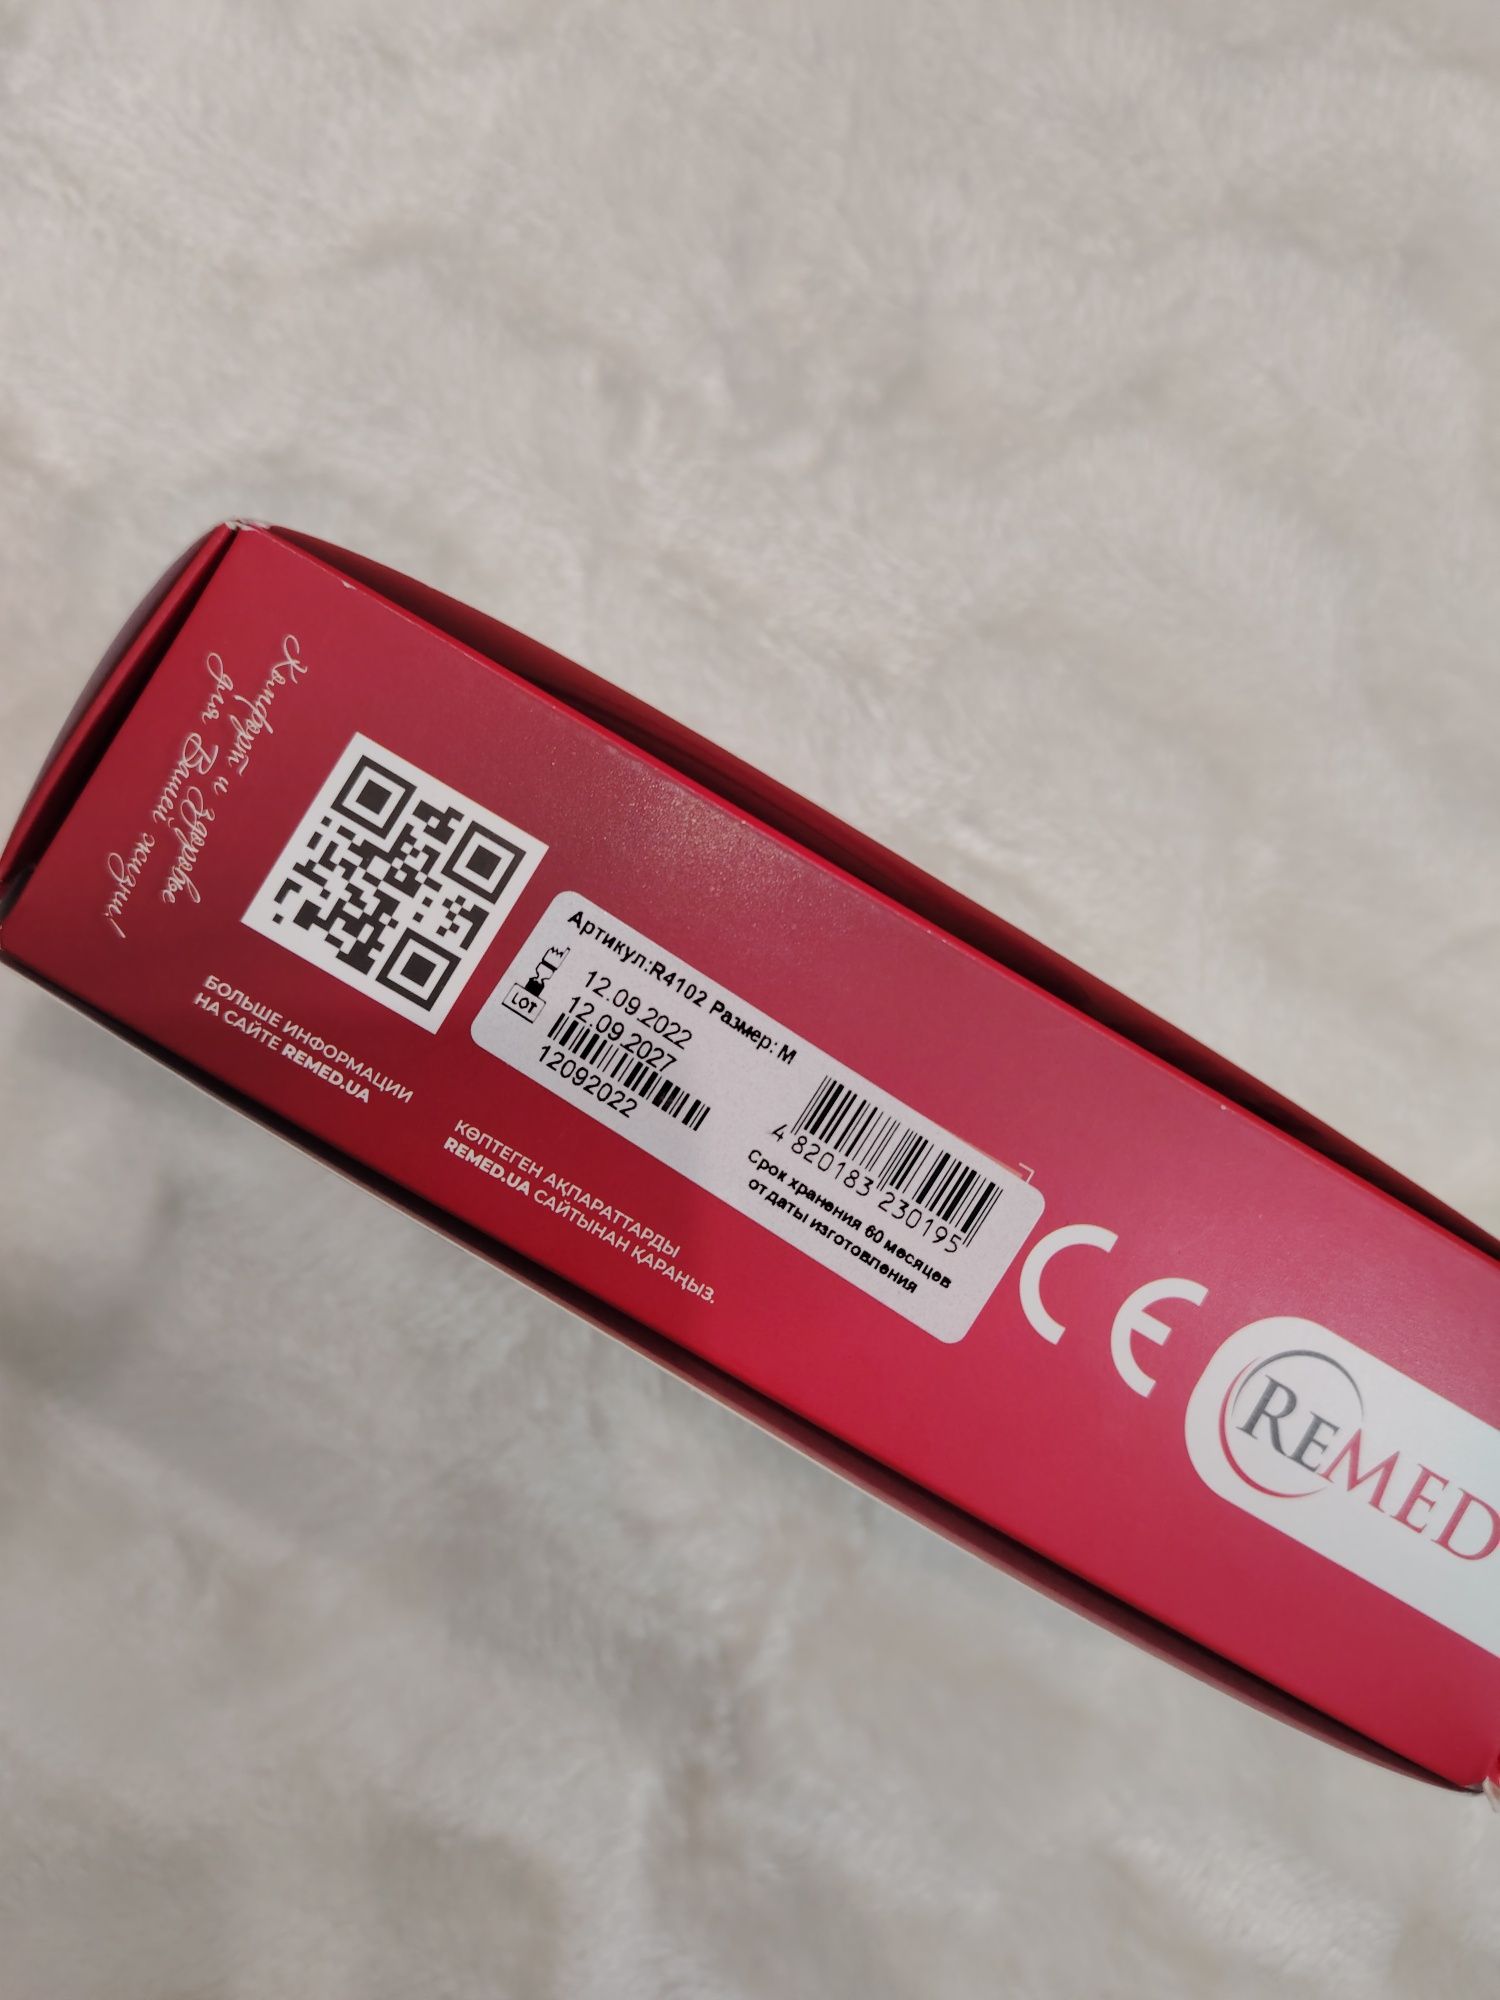 Комфорт и Здоровье
для Вашей жизни!
БОЛЬШЕ ИНФОРМАЦИИ
НА САЙТЕ REMED.UA
КӨПТЕГЕН АҚПАРАТТАРДЫ
REMED.UA САЙТЫНАН ҚАРАҢЫЗ.
Артикул:R4102 Размер: M
12.09.2022
12.09.2027
LOT
12092022
4 820183 230195
Срок хранения 60 месяцев
от даты изготовления
CE
REMED